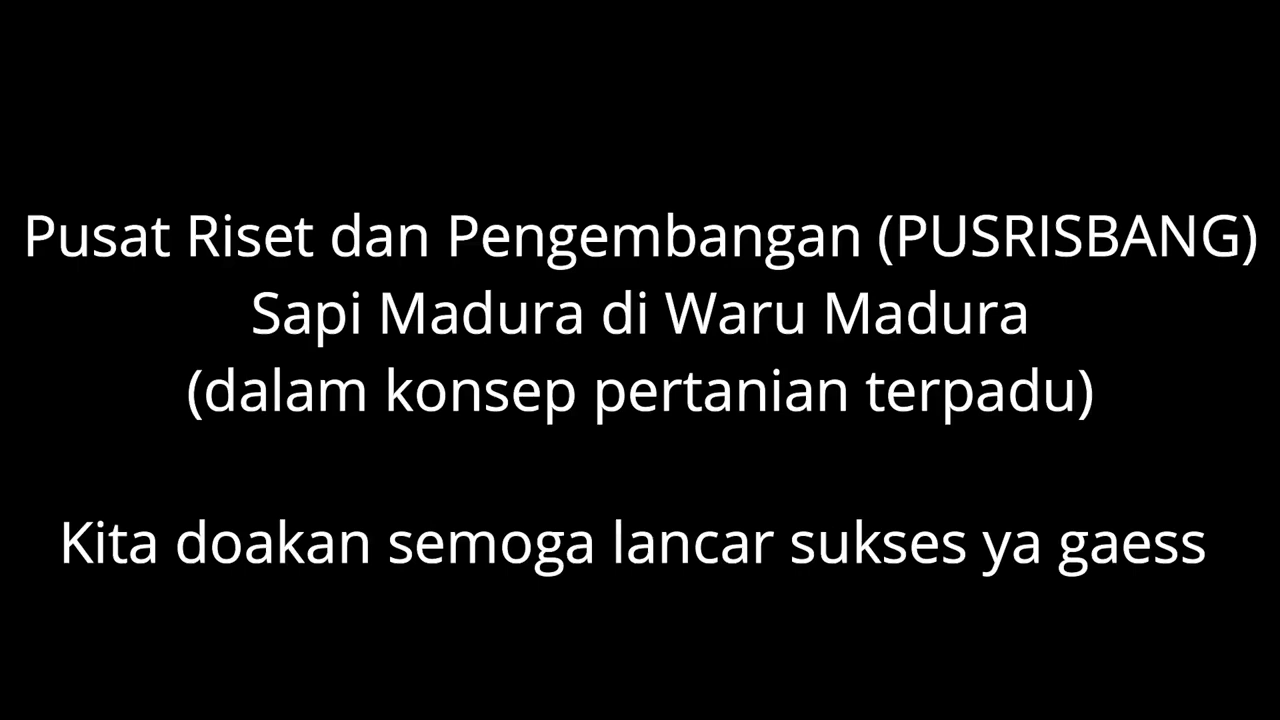 Pusat Riset dan Pengembangan (PUSRISBANG)
Sapi Madura di Waru Madura
(dalam konsep pertanian terpadu)
Kita doakan semoga lancar sukses ya gaess